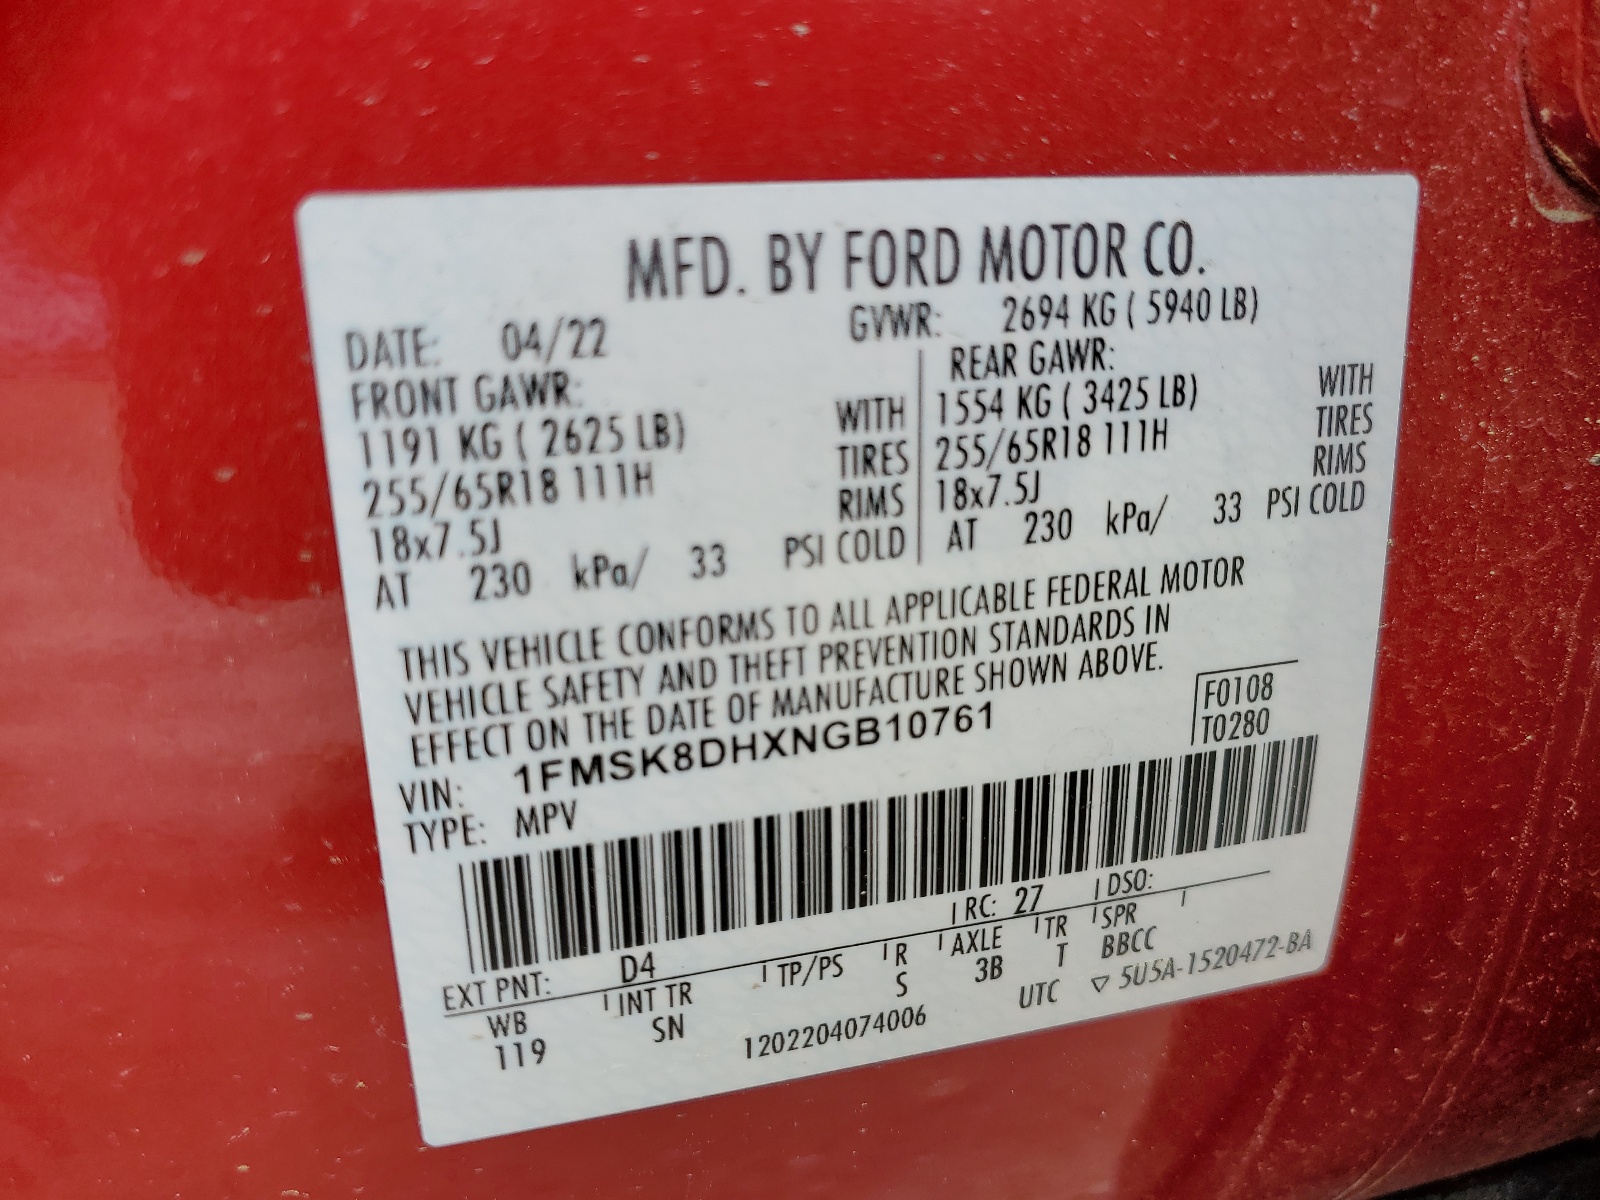 MFD. BY FORD MOTOR CO.
DATE: 04/22 GVWR: 2694 KG ( 5940 LB)
FRONT GAWR:
1191 KG ( 2625 LB) WITH
255/65R18 111H TIRES
18x7.5J RIMS
AT 230 kPa/ 33 PSI COLD
REAR GAWR:
1554 KG ( 3425 LB) WITH
255/65R18 111H TIRES
18x7.5J RIMS
AT 230 kPa/ 33 PSI COLD
THIS VEHICLE CONFORMS TO ALL APPLICABLE FEDERAL MOTOR
VEHICLE SAFETY AND THEFT PREVENTION STANDARDS IN
EFFECT ON THE DATE OF MANUFACTURE SHOWN ABOVE.
VIN: 1FMSK8DHXNGB10761
TYPE: MPV
F0108
T0280
EXT PNT: D4 RC: 27 DSO:
WB INT TR TP/PS R AXLE TR SPR
119 SN S 3B T BBCC
1202204074006 UTC ▽ 5U5A-1520472-BA